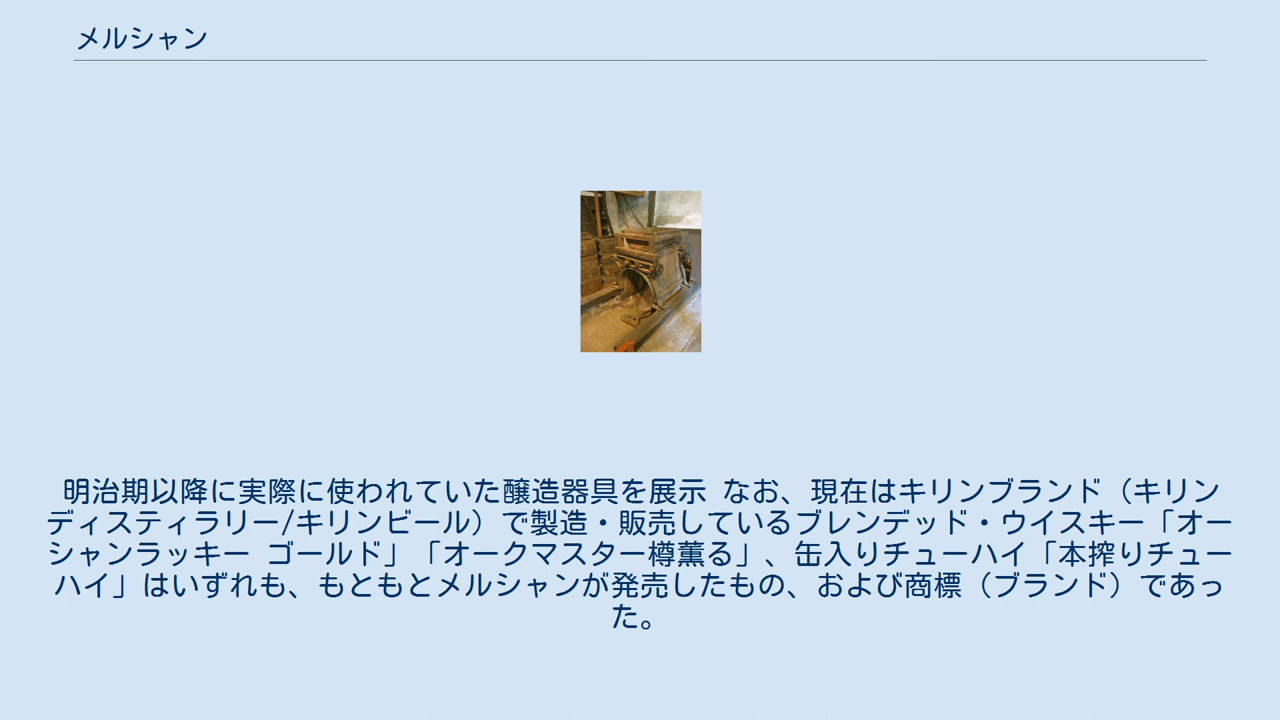 メルシャン
明治期以降に実際に使われていた醸造器具を展示 なお、現在はキリンブランド（キリン
ディスティラリー/キリンビール）で製造・販売しているブレンデッド・ウイスキー「オー
シャンラッキー ゴールド」「オークマスター樽薫る」、缶入りチューハイ「本搾りチュー
ハイ」はいずれも、もともとメルシャンが発売したもの、および商標（ブランド）であっ
た。